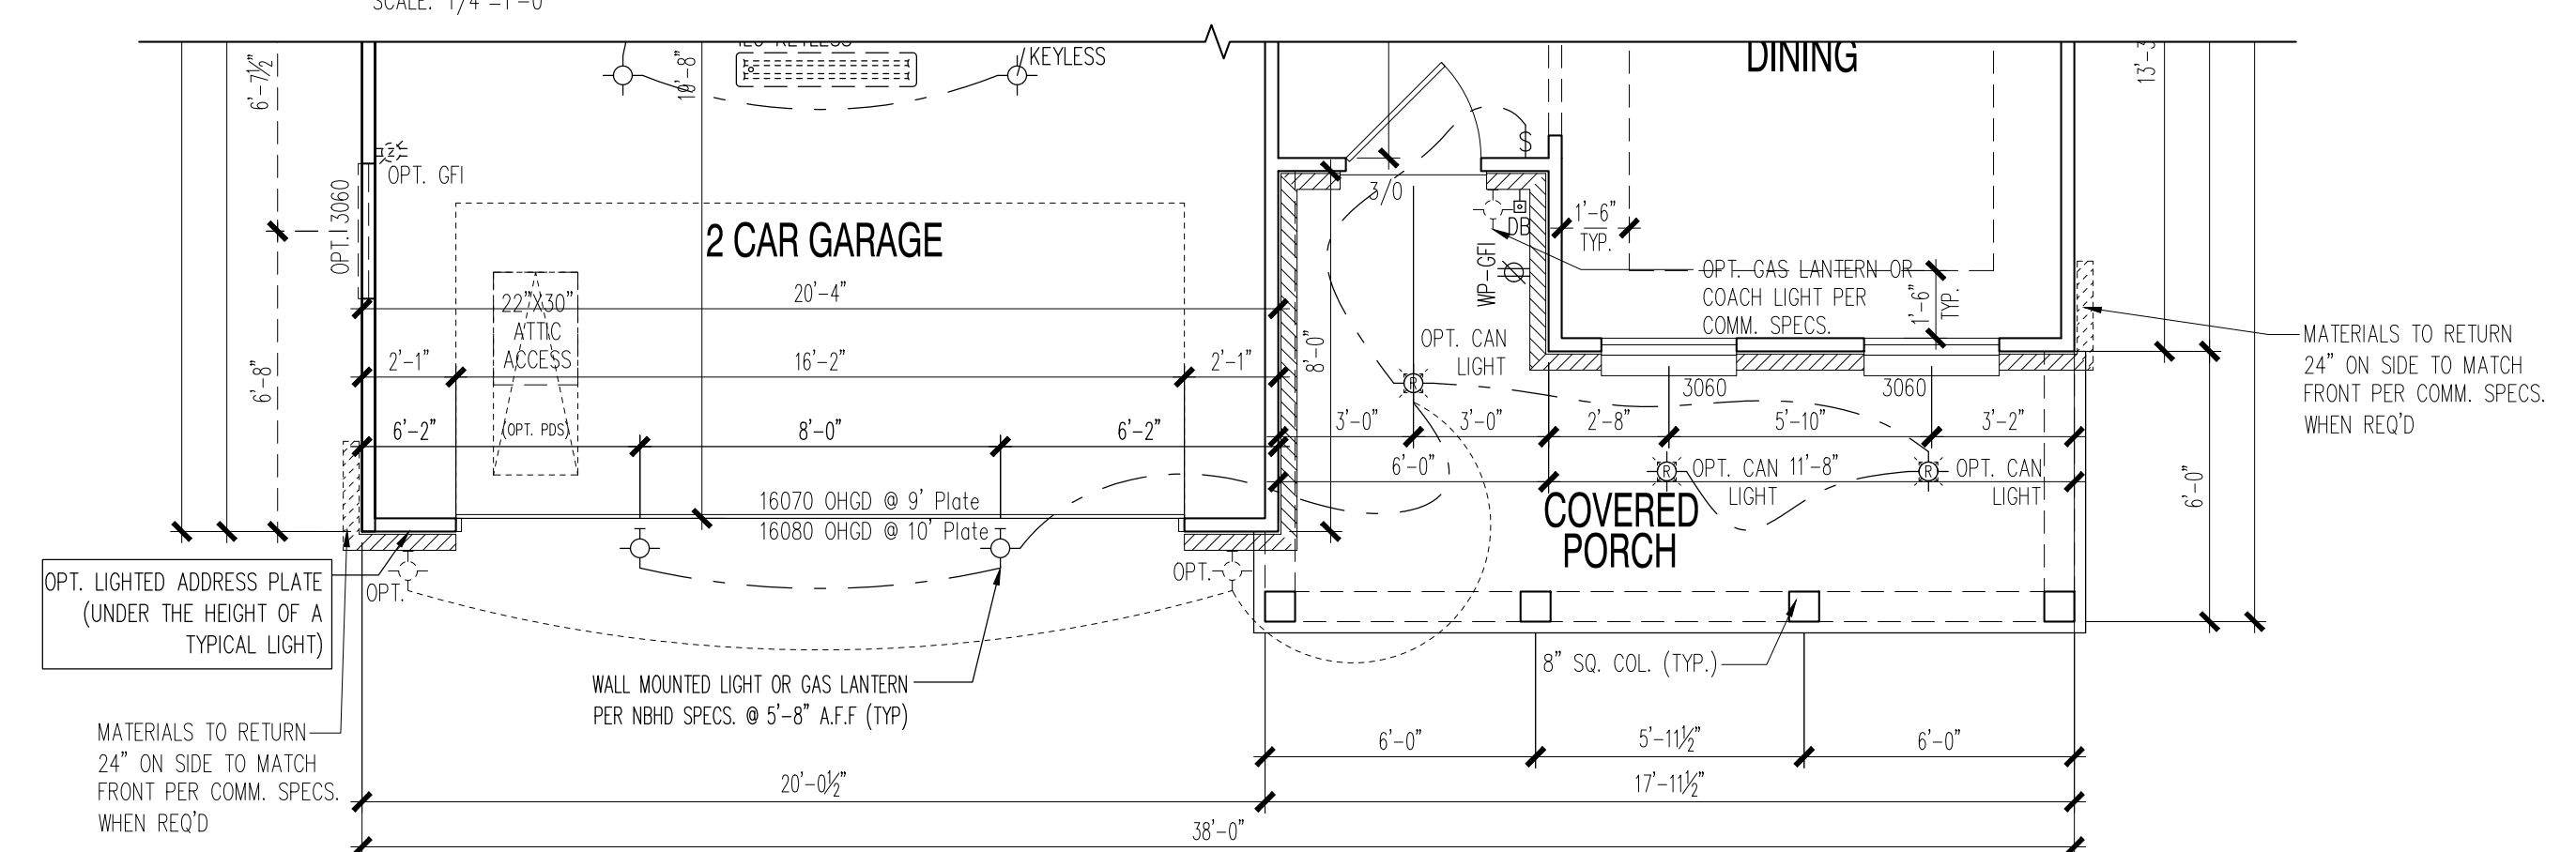 SCALE: 1/4"=1'-0"
KEYLESS
DINING
6'-7½"
19'-8"
13'-3
OPT. GFI
OPT. 3060
3/0
S
DB
WP-GFI
1'-6"
TYP.
2 CAR GARAGE
20'-4"
22"X30"
ATTIC
ACCESS
(OPT. PDS)
2'-1"
16'-2"
2'-1"
6'-8"
6'-2"
8'-0"
6'-2"
8'-0"
OPT. GAS LANTERN OR
COACH LIGHT PER
COMM. SPECS.
1'-6"
TYP.
OPT. CAN
LIGHT
R
3060
3060
MATERIALS TO RETURN
24" ON SIDE TO MATCH
FRONT PER COMM. SPECS.
WHEN REQ'D
3'-0"
3'-0"
2'-8"
5'-10"
3'-2"
6'-0"
11'-8"
R
OPT. CAN
LIGHT
R
OPT. CAN
LIGHT
6'-0"
16070 OHGD @ 9' Plate
16080 OHGD @ 10' Plate
COVERED
PORCH
OPT. LIGHTED ADDRESS PLATE
(UNDER THE HEIGHT OF A
TYPICAL LIGHT)
OPT.
OPT.
8" SQ. COL. (TYP.)
WALL MOUNTED LIGHT OR GAS LANTERN
PER NBHD SPECS. @ 5'-8" A.F.F (TYP)
MATERIALS TO RETURN
24" ON SIDE TO MATCH
FRONT PER COMM. SPECS.
WHEN REQ'D
6'-0"
5'-11½"
6'-0"
20'-0½"
17'-11½"
38'-0"